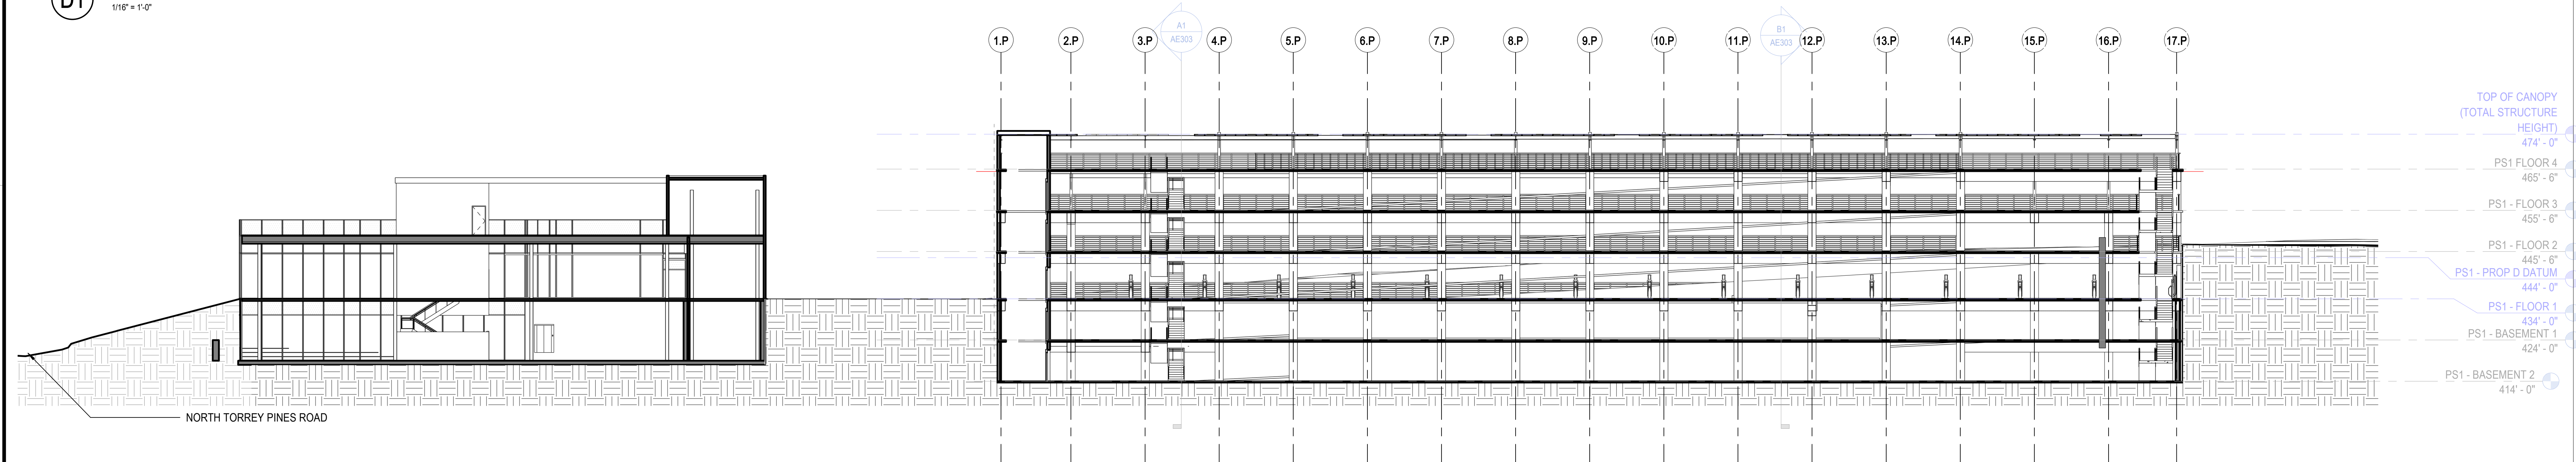 D1
1/16" = 1'-0"
1.P
2.P
3.P
A1
AE303
4.P
5.P
6.P
7.P
8.P
9.P
10.P
11.P
B1
AE303
12.P
13.P
14.P
15.P
16.P
17.P
TOP OF CANOPY
(TOTAL STRUCTURE
HEIGHT)
474' - 0"
PS1 FLOOR 4
465' - 6"
PS1 - FLOOR 3
455' - 6"
PS1 - FLOOR 2
445' - 6"
PS1 - PROP D DATUM
444' - 0"
PS1 - FLOOR 1
434' - 0"
PS1 - BASEMENT 1
424' - 0"
PS1 - BASEMENT 2
414' - 0"
NORTH TORREY PINES ROAD